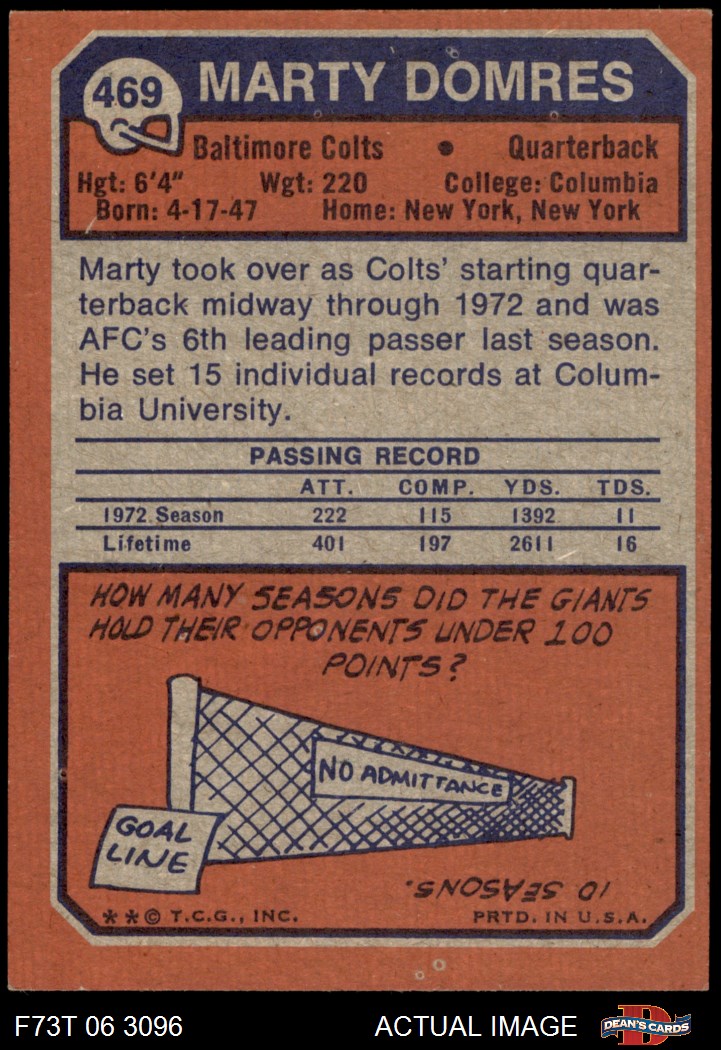 469
MARTY DOMRES
Baltimore Colts • Quarterback
Hgt: 6'4" Wgt: 220 College: Columbia
Born: 4-17-47 Home: New York, New York
Marty took over as Colts' starting quar-
terback midway through 1972 and was
AFC's 6th leading passer last season.
He set 15 individual records at Colum-
bia University.
PASSING RECORD
ATT. COMP. YDS. TDS.
1972 Season 222 115 1392 11
Lifetime 401 197 2611 16
HOW MANY SEASONS DID THE GIANTS
HOLD THEIR OPPONENTS UNDER 100
POINTS?
NO ADMITTANCE
GOAL
LINE
10 SEASONS.
**© T.C.G., INC. PRTD. IN U.S.A.
F73T 06 3096 ACTUAL IMAGE D DEAN'S CARDS